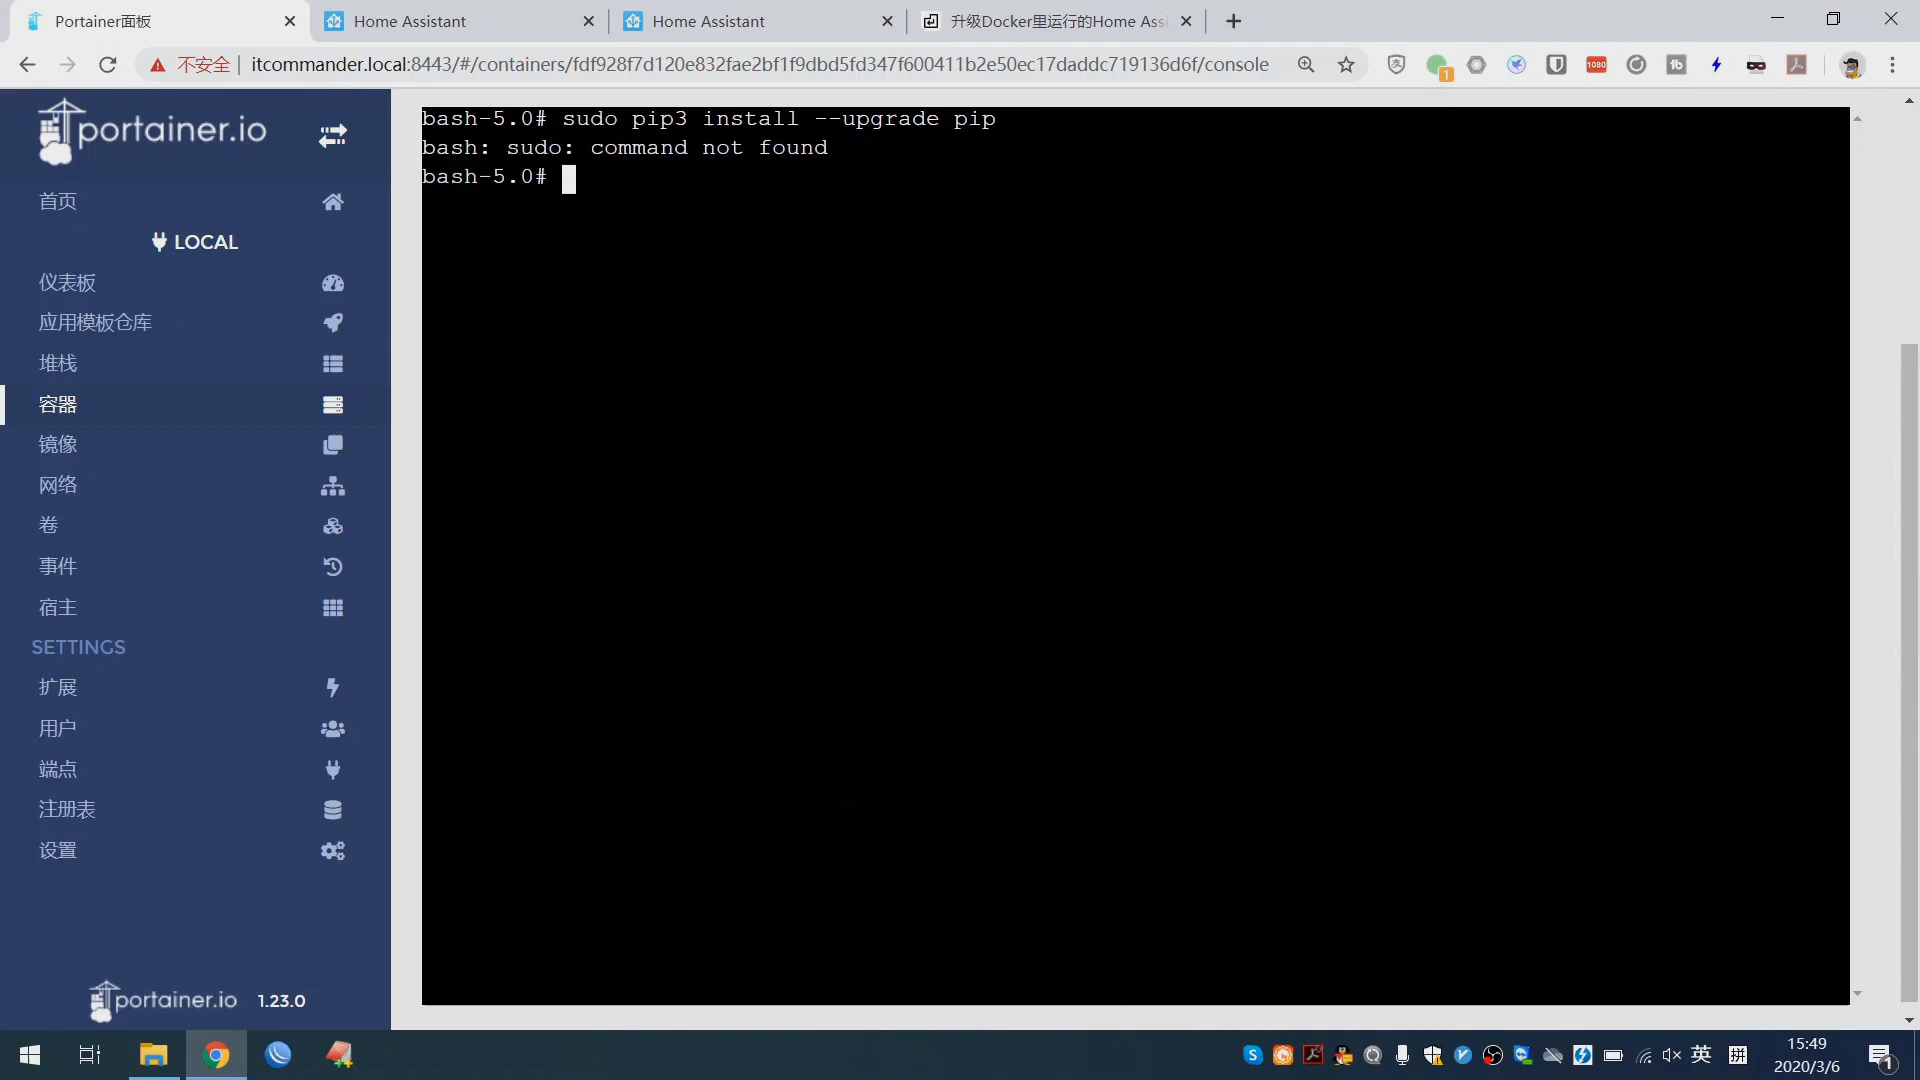 Portainer面板
Home Assistant
Home Assistant
升级Docker里运行的Home Assi
不安全
itcommander.local:8443/#/containers/fdf928f7d120e832fae2bf1f9dbd5fd347f600411b2e50ec17daddc719136d6f/console
1
1080
portainer.io
首页
LOCAL
仪表板
应用模板仓库
堆栈
容器
镜像
网络
卷
事件
宿主
SETTINGS
扩展
用户
端点
注册表
设置
portainer.io 1.23.0
bash-5.0# sudo pip3 install --upgrade pip
bash: sudo: command not found
bash-5.0#
英
拼
15:49
2020/3/6
1